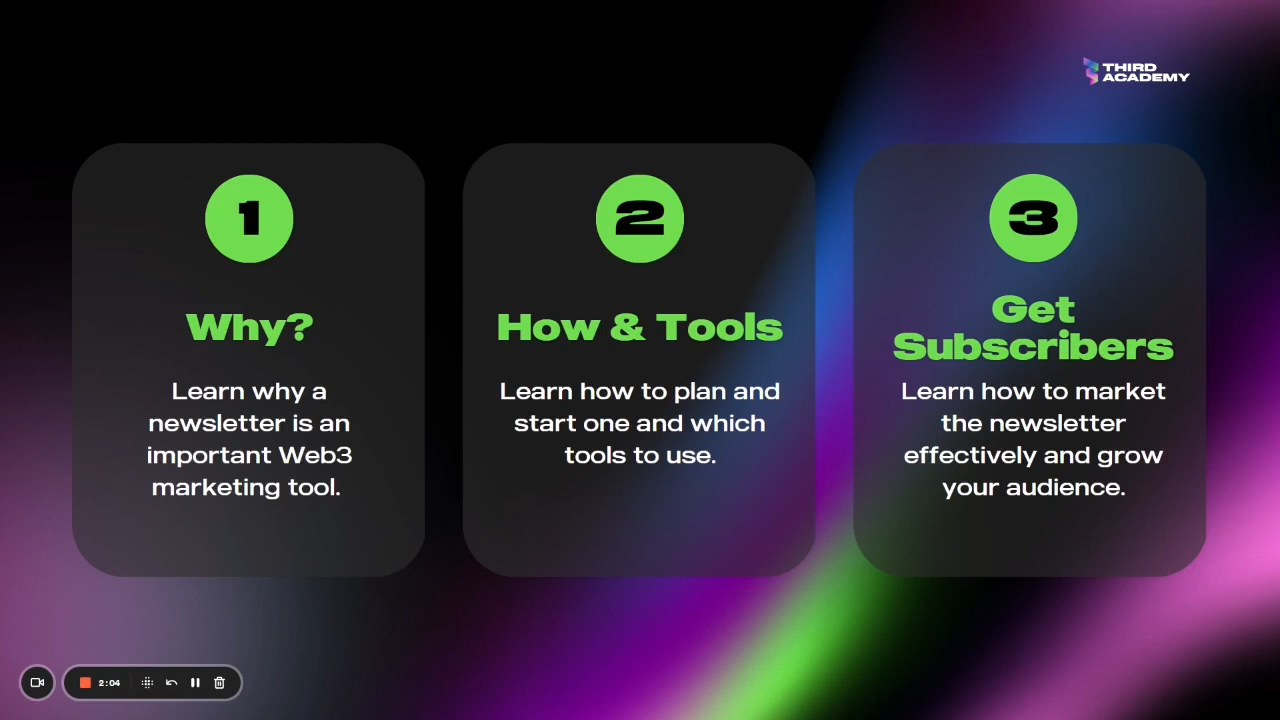 THIRD
ACADEMY
1
Why?
Learn why a
newsletter is an
important Web3
marketing tool.
2
How & Tools
Learn how to plan and
start one and which
tools to use.
3
Get
Subscribers
Learn how to market
the newsletter
effectively and grow
your audience.
2:04